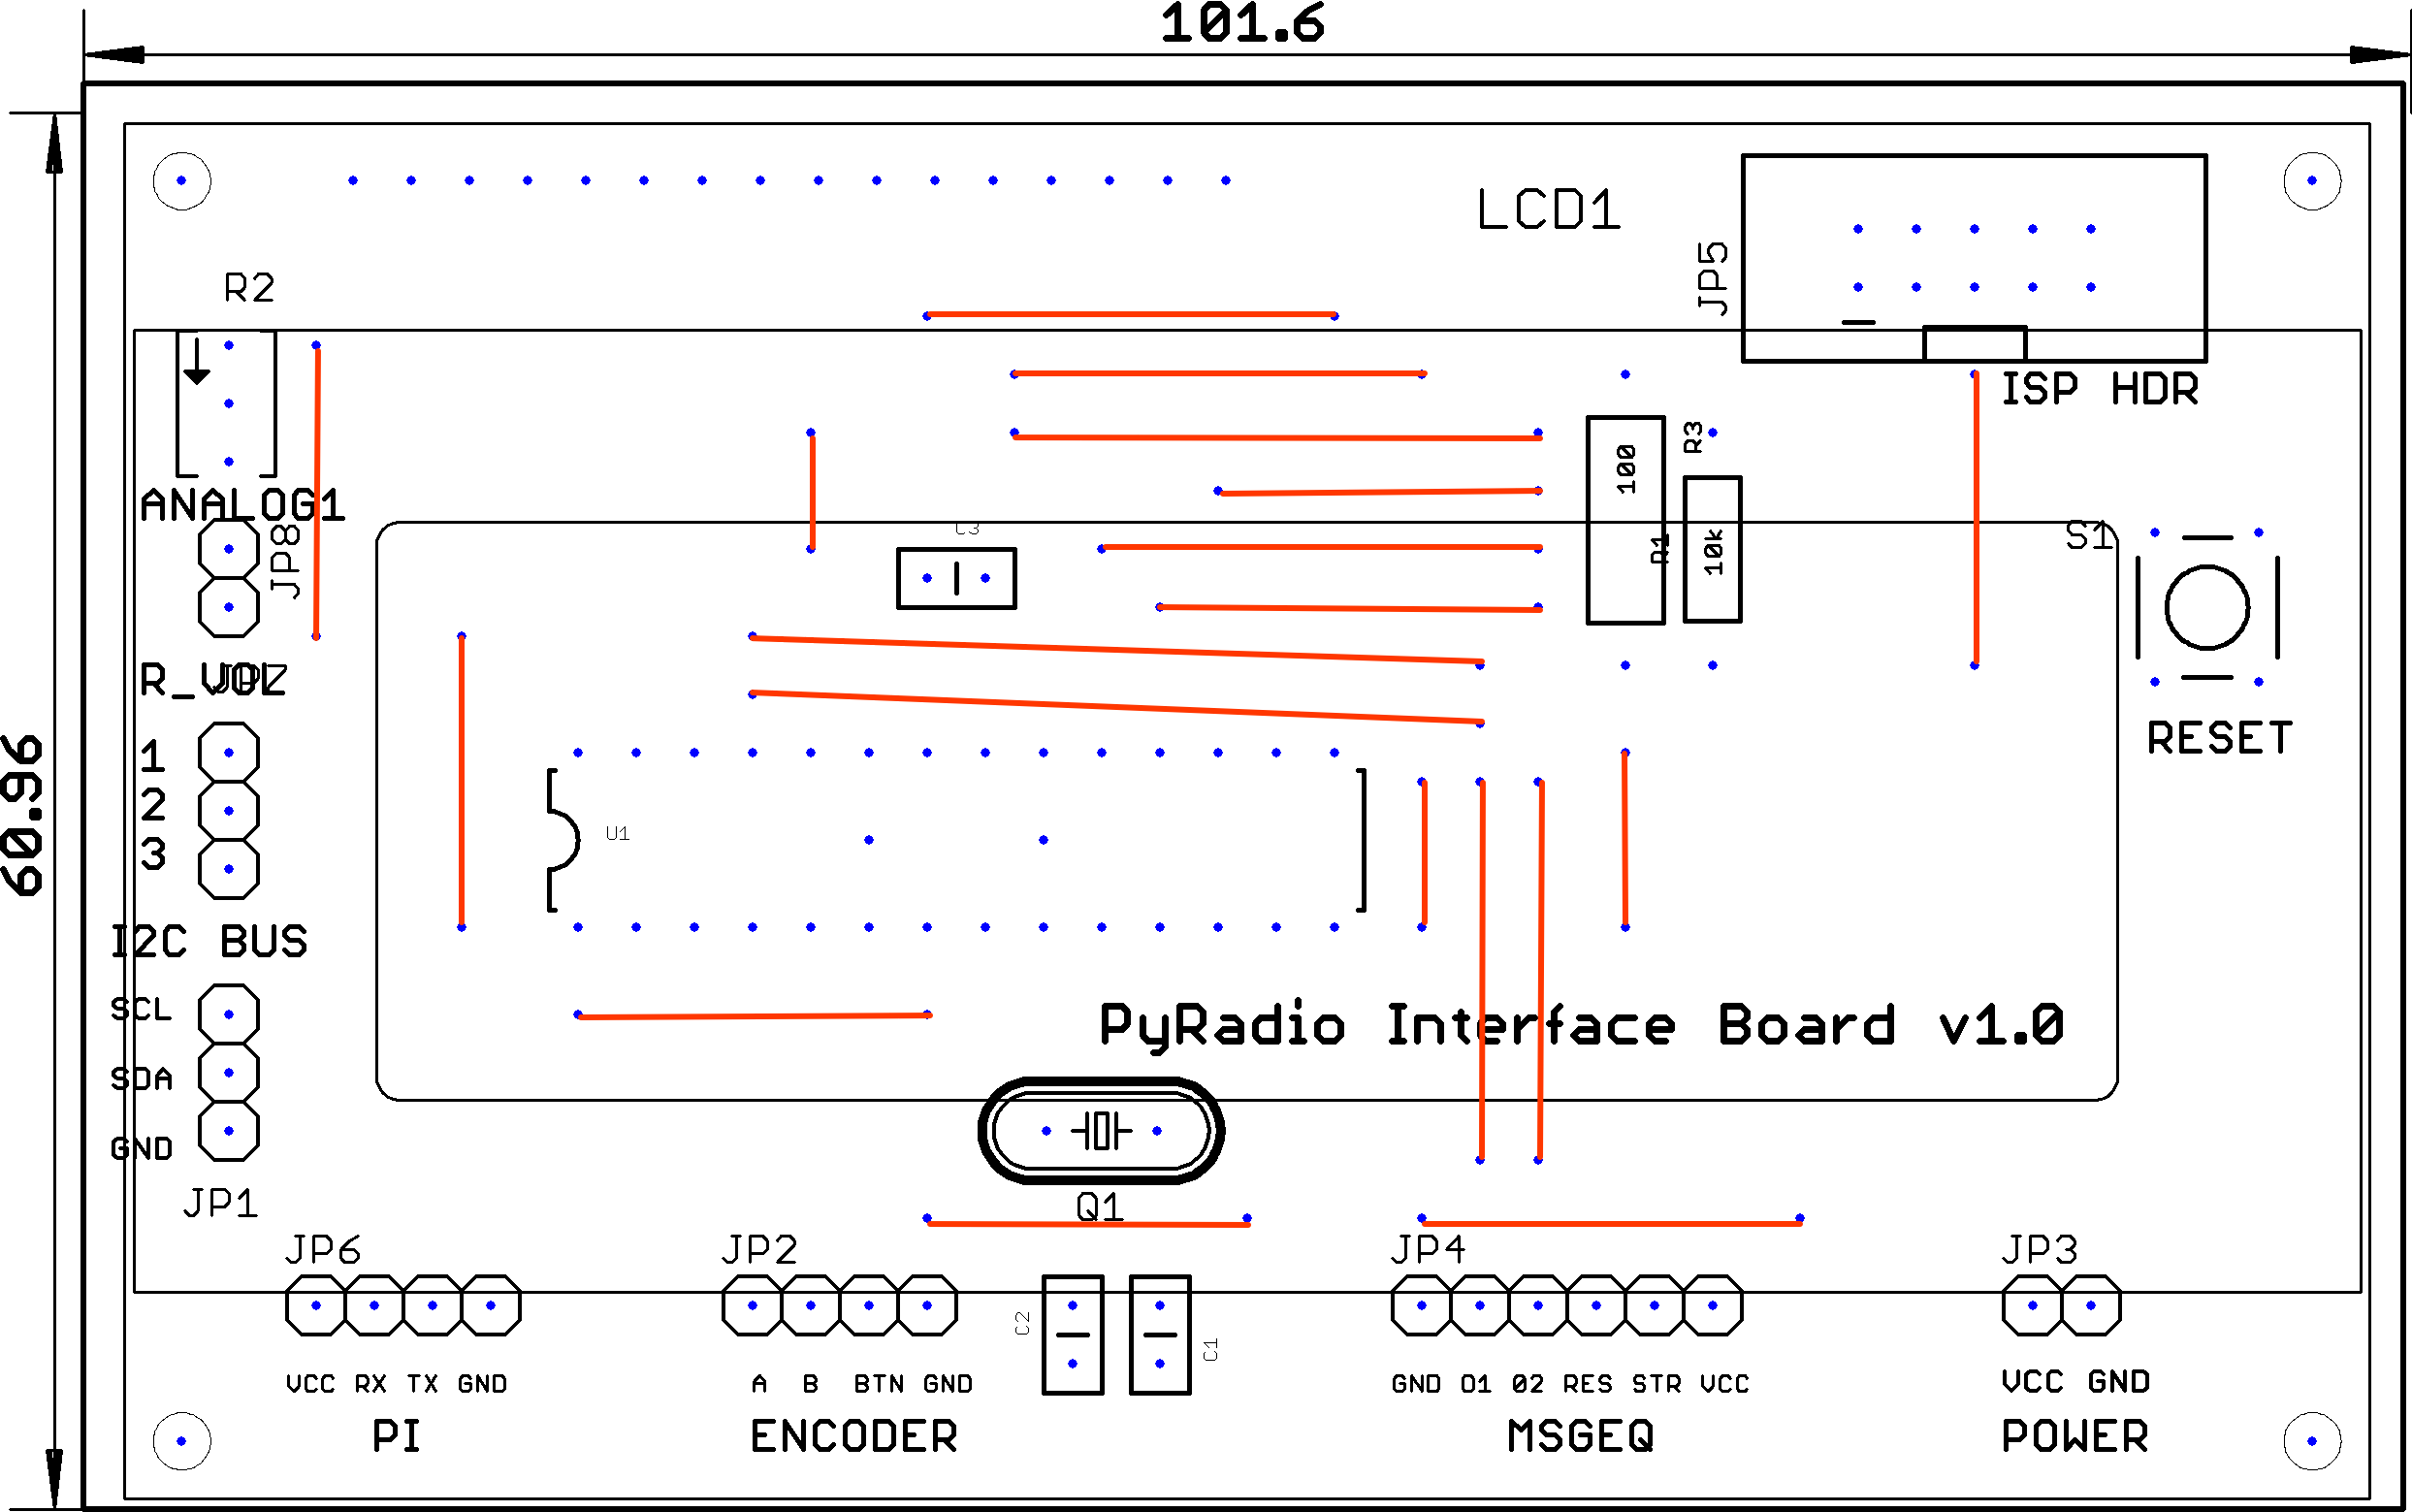 101.6
60.96
LCD1
JP5
R2
ISP HDR
R3
100
ANALOG1
JP8
C3
R1
10k
S1
R_VOL
JP7
RESET
1
2
3
U1
I2C BUS
SCL
SDA
GND
PyRadio Interface Board v1.0
JP1
Q1
JP6
JP2
JP4
JP3
C2
C1
VCC RX TX GND
A B BTN GND
GND O1 02 RES STR VCC
VCC GND
PI
ENCODER
MSGEQ
POWER